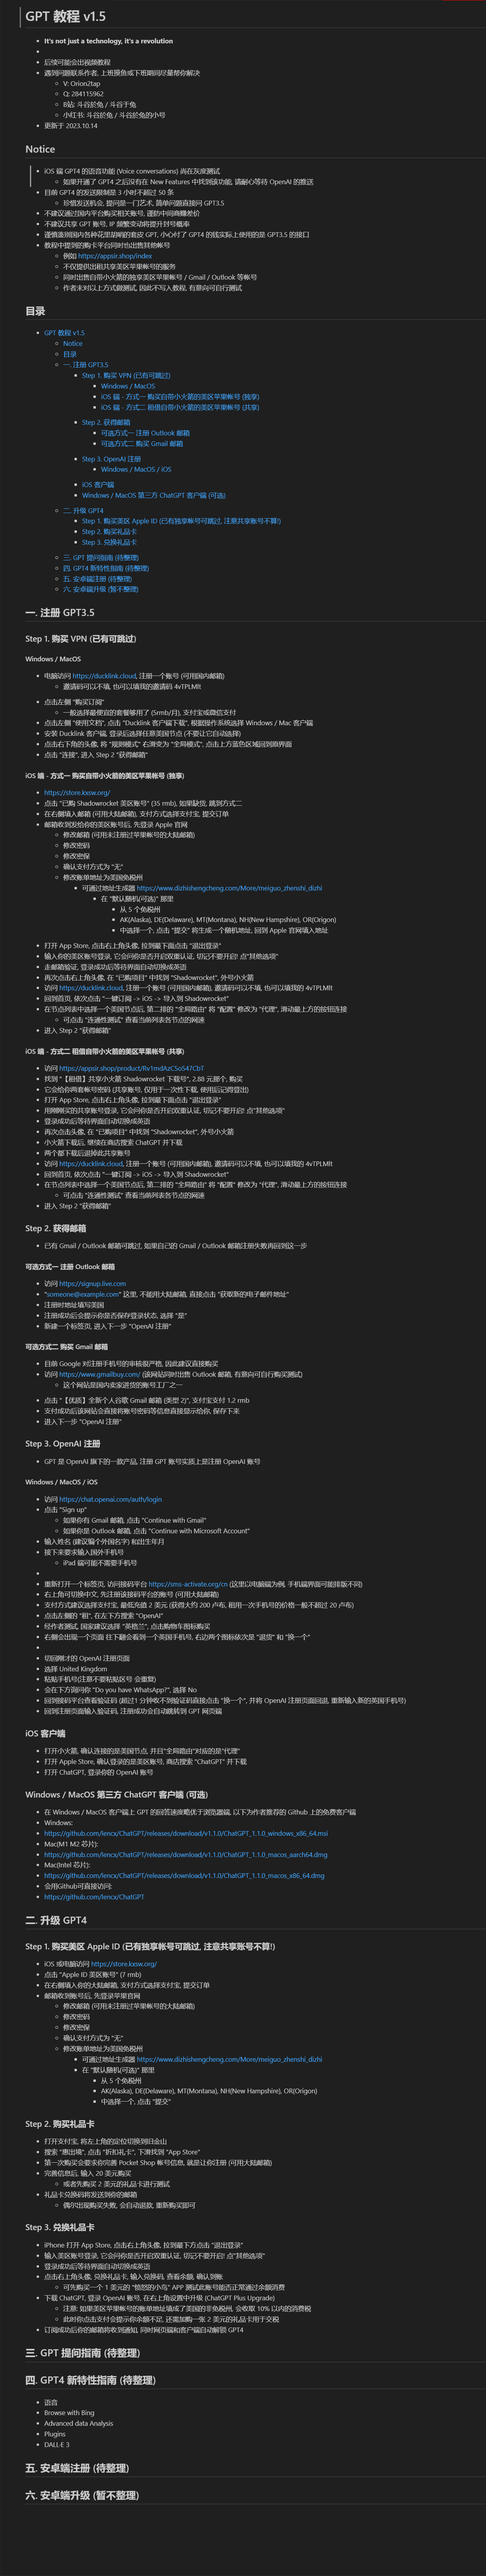 GPT 教程 v1.5
It's not just a technology, it's a revolution
后续可能会出视频教程
遇到问题联系作者, 上班摸鱼或下班期间尽量帮你解决
V: Orion2tap
Q: 284115962
B站: 斗谷於兔 / 斗谷于兔
小红书: 斗谷於兔 / 斗谷於兔的小号
更新于 2023.10.14
Notice
iOS 端 GPT4 的语音功能 (Voice conversations) 尚在灰度测试
如果开通了 GPT4 之后没有在 New Features 中找到该功能, 请耐心等待 OpenAI 的推送
目前 GPT4 的发送限制是 3 小时不超过 50 条
珍惜发送机会, 提问是一门艺术, 简单问题直接问 GPT3.5
不建议通过国内平台购买相关账号, 谨防中间商赚差价
不建议共享 GPT 账号, IP 频繁变动将提升封号概率
谨慎鉴别国内各种花里胡哨的套皮 GPT, 小心付了 GPT4 的钱实际上使用的是 GPT3.5 的接口
教程中提到的购卡平台同时也出售其他帐号
例如 https://appsir.shop/index
不仅提供出租共享美区苹果帐号的服务
同时出售自带小火箭的独享美区苹果帐号 / Gmail / Outlook 等帐号
作者未对以上方式做测试, 因此不写入教程, 有意向可自行测试
目录
GPT 教程 v1.5
Notice
目录
一. 注册 GPT3.5
Step 1. 购买 VPN (已有可跳过)
Windows / MacOS
iOS 端 - 方式一 购买自带小火箭的美区苹果帐号 (独享)
iOS 端 - 方式二 租借自带小火箭的美区苹果帐号 (共享)
Step 2. 获得邮箱
可选方式一 注册 Outlook 邮箱
可选方式二 购买 Gmail 邮箱
Step 3. OpenAI 注册
Windows / MacOS / iOS
iOS 客户端
Windows / MacOS 第三方 ChatGPT 客户端 (可选)
二. 升级 GPT4
Step 1. 购买美区 Apple ID (已有独享帐号可跳过, 注意共享账号不算!)
Step 2. 购买礼品卡
Step 3. 兑换礼品卡
三. GPT 提问指南 (待整理)
四. GPT4 新特性指南 (待整理)
五. 安卓端注册 (待整理)
六. 安卓端升级 (暂不整理)
一. 注册 GPT3.5
Step 1. 购买 VPN (已有可跳过)
Windows / MacOS
电脑访问 https://ducklink.cloud, 注册一个账号 (可用国内邮箱)
邀请码可以不填, 也可以填我的邀请码 4vTPLMlt
点击左侧 "购买订阅"
一般选择最便宜的套餐够用了 (5rmb/月), 支付宝或微信支付
点击左侧 "使用文档", 点击 "Ducklink 客户端下载", 根据操作系统选择 Windows / Mac 客户端
安装 Ducklink 客户端, 登录后选择任意美国节点 (不要让它自动选择)
点击右下角的头像, 将 "规则模式" 右滑变为 "全局模式", 点击上方蓝色区域回到原界面
点击 "连接", 进入 Step 2 "获得邮箱"
iOS 端 - 方式一 购买自带小火箭的美区苹果帐号 (独享)
https://store.kxsw.org/
点击 "已购 Shadowrocket 美区账号" (35 rmb), 如果缺货, 跳到方式二
在右侧填入邮箱 (可用大陆邮箱), 支付方式选择支付宝, 提交订单
邮箱收到发给你的美区账号后, 先登录 Apple 官网
修改邮箱 (可用未注册过苹果帐号的大陆邮箱)
修改密码
修改密保
确认支付方式为 "无"
修改账单地址为美国免税州
可通过地址生成器 https://www.dizhishengcheng.com/More/meiguo_zhenshi_dizhi
在 "默认随机(可选)" 那里
从 5 个免税州
AK(Alaska), DE(Delaware), MT(Montana), NH(New Hampshire), OR(Origon)
中选择一个, 点击 "提交" 将生成一个随机地址, 回到 Apple 官网填入地址
打开 App Store, 点击右上角头像, 拉到最下面点击 "退出登录"
输入你的美区账号登录, 它会问你是否开启双重认证, 切记不要开启! 点"其他选项"
走邮箱验证, 登录成功后等待界面自动切换成英语
再次点击右上角头像, 在 "已购项目" 中找到 "Shadowrocket", 外号小火箭
访问 https://ducklink.cloud, 注册一个账号 (可用国内邮箱), 邀请码可以不填, 也可以填我的 4vTPLMlt
回到首页, 依次点击 "一键订阅 -> iOS -> 导入到 Shadowrocket"
在节点列表中选择一个美国节点后, 第二排的 "全局路由" 将 "配置" 修改为 "代理", 滑动最上方的按钮连接
可点击 "连通性测试" 查看当前列表各节点的网速
进入 Step 2 "获得邮箱"
iOS 端 - 方式二 租借自带小火箭的美区苹果帐号 (共享)
访问 https://appsir.shop/product/Rv1mdAzCSoS47CbT
找到 "【租借】共享小火箭 Shadowrocket 下载号", 2.88 元那个, 购买
它会给你两套帐号密码 (共享账号, 仅用于一次性下载, 使用后记得登出)
打开 App Store, 点击右上角头像, 拉到最下面点击 "退出登录"
用刚刚买的共享账号登录, 它会问你是否开启双重认证, 切记不要开启! 点"其他选项"
登录成功后等待界面自动切换成英语
再次点击头像, 在 "已购项目" 中找到 "Shadowrocket", 外号小火箭
小火箭下载后, 继续在商店搜索 ChatGPT 并下载
两个都下载后退掉此共享账号
访问 https://ducklink.cloud, 注册一个账号 (可用国内邮箱), 邀请码可以不填, 也可以填我的 4vTPLMlt
回到首页, 依次点击 "一键订阅 -> iOS -> 导入到 Shadowrocket"
在节点列表中选择一个美国节点后, 第二排的 "全局路由" 将 "配置" 修改为 "代理", 滑动最上方的按钮连接
可点击 "连通性测试" 查看当前列表各节点的网速
进入 Step 2 "获得邮箱"
Step 2. 获得邮箱
已有 Gmail / Outlook 邮箱可跳过, 如果自己的 Gmail / Outlook 邮箱注册失败再回到这一步
可选方式一 注册 Outlook 邮箱
访问 https://signup.live.com
"someone@example.com" 这里, 不能用大陆邮箱, 直接点击 "获取新的电子邮件地址"
注册时地址填写美国
注册成功后会提示你是否保存登录状态, 选择 "是"
新建一个标签页, 进入下一步 "OpenAI 注册"
可选方式二 购买 Gmail 邮箱
目前 Google 对注册手机号的审核很严格, 因此建议直接购买
访问 https://www.gmailbuy.com/ (该网站同时出售 Outlook 邮箱, 有意向可自行购买测试)
这个网站是国内卖家进货的账号工厂之一
点击 "【优质】全新个人谷歌 Gmail 邮箱 (类型 2)", 支付宝支付 1.2 rmb
支付成功后该网站会直接将账号密码等信息直接显示给你, 保存下来
进入下一步 "OpenAI 注册"
Step 3. OpenAI 注册
GPT 是 OpenAI 旗下的一款产品, 注册 GPT 账号实质上是注册 OpenAI 账号
Windows / MacOS / iOS
访问 https://chat.openai.com/auth/login
点击 "Sign up"
如果你有 Gmail 邮箱, 点击 "Continue with Gmail"
如果你是 Outlook 邮箱, 点击 "Continue with Microsoft Account"
输入姓名 (建议编个外国名字) 和出生年月
接下来要求输入国外手机号
iPad 端可能不需要手机号
重新打开一个标签页, 访问接码平台 https://sms-activate.org/cn (这里以电脑端为例, 手机端界面可能排版不同)
右上角可切换中文, 先注册该接码平台的账号 (可用大陆邮箱)
支付方式建议选择支付宝, 最低充值 2 美元 (获得大约 200 卢布, 租用一次手机号的价格一般不超过 20 卢布)
点击左侧的 "租", 在左下方搜索 "OpenAI"
经作者测试, 国家建议选择 "英格兰", 点击购物车图标购买
右侧会出现一个页面 往下翻会看到一个英国手机号, 右边两个图标依次是 "退货" 和 "换一个"
切回刚才的 OpenAI 注册页面
选择 United Kingdom
粘贴手机号(注意不要粘贴区号 会重复)
会在下方询问你 "Do you have WhatsApp?", 选择 No
回到接码平台查看验证码 (超过1 分钟收不到验证码直接点击 "换一个", 并将 OpenAI 注册页面回退, 重新输入新的英国手机号)
回到注册页面输入验证码, 注册成功会自动跳转到 GPT 网页端
iOS 客户端
打开小火箭, 确认连接的是美国节点, 并且"全局路由"对应的是"代理"
打开 Apple Store, 确认登录的是美区账号, 商店搜索 "ChatGPT" 并下载
打开 ChatGPT, 登录你的 OpenAI 账号
Windows / MacOS 第三方 ChatGPT 客户端 (可选)
在 Windows / MacOS 客户端上 GPT 的回答速度略优于浏览器端, 以下为作者推荐的 Github 上的免费客户端
Windows:
https://github.com/lencx/ChatGPT/releases/download/v1.1.0/ChatGPT_1.1.0_windows_x86_64.msi
Mac(M1 M2 芯片):
https://github.com/lencx/ChatGPT/releases/download/v1.1.0/ChatGPT_1.1.0_macos_aarch64.dmg
Mac(Intel 芯片):
https://github.com/lencx/ChatGPT/releases/download/v1.1.0/ChatGPT_1.1.0_macos_x86_64.dmg
会用Github可直接访问:
https://github.com/lencx/ChatGPT
二. 升级 GPT4
Step 1. 购买美区 Apple ID (已有独享帐号可跳过, 注意共享账号不算!)
iOS 或电脑访问 https://store.kxsw.org/
点击 "Apple ID 美区账号" (7 rmb)
在右侧填入你的大陆邮箱, 支付方式选择支付宝, 提交订单
邮箱收到账号后, 先登录苹果官网
修改邮箱 (可用未注册过苹果帐号的大陆邮箱)
修改密码
修改密保
确认支付方式为 "无"
修改账单地址为美国免税州
可通过地址生成器 https://www.dizhishengcheng.com/More/meiguo_zhenshi_dizhi
在 "默认随机(可选)" 那里
从 5 个免税州
AK(Alaska), DE(Delaware), MT(Montana), NH(New Hampshire), OR(Origon)
中选择一个, 点击 "提交"
Step 2. 购买礼品卡
打开支付宝, 将左上角的定位切换到旧金山
搜索 "惠出境", 点击 "折扣礼卡", 下滑找到 "App Store"
第一次购买会要求你完善 Pocket Shop 帐号信息, 就是让你注册 (可用大陆邮箱)
完善信息后, 输入 20 美元购买
或者先购买 2 美元的礼品卡进行测试
礼品卡兑换码将发送到你的邮箱
偶尔出现购买失败, 会自动退款, 重新购买即可
Step 3. 兑换礼品卡
iPhone 打开 App Store, 点击右上角头像, 拉到最下方点击 "退出登录"
输入美区账号登录, 它会问你是否开启双重认证, 切记不要开启! 点"其他选项"
登录成功后等待界面自动切换成英语
点击右上角头像, 兑换礼品卡, 输入兑换码, 查看余额, 确认到账
可先购买一个 1 美元的 "愤怒的小鸟" APP 测试此账号能否正常通过余额消费
下载 ChatGPT, 登录 OpenAI 账号, 在右上角设置中升级 (ChatGPT Plus Upgrade)
注意: 如果美区苹果帐号的账单地址填成了美国的非免税州, 会收取 10% 以内的消费税
此时你点击支付会提示你余额不足, 还需加购一张 2 美元的礼品卡用于交税
订阅成功后你的邮箱将收到通知, 同时网页端和客户端自动解锁 GPT4
三. GPT 提问指南 (待整理)
四. GPT4 新特性指南 (待整理)
语音
Browse with Bing
Advanced data Analysis
Plugins
DALL·E 3
五. 安卓端注册 (待整理)
六. 安卓端升级 (暂不整理)